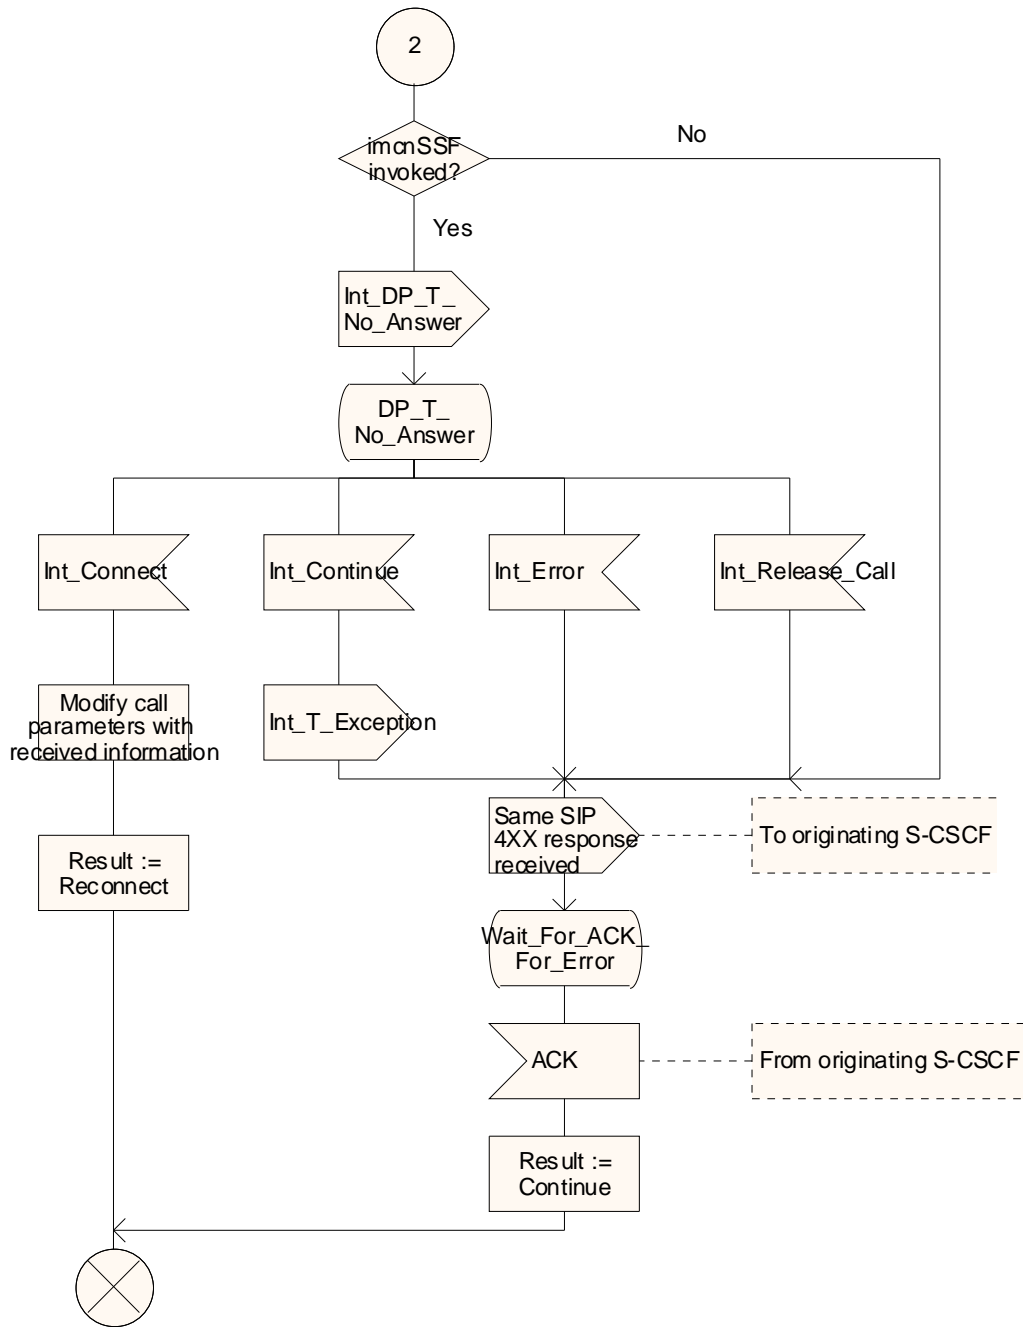 2
imcnSSF
invoked?
No
Yes
Int_DP_T_
No_Answer
DP_T_
No_Answer
Int_Connect
Int_Continue
Int_Error
Int_Release_Call
Modify call
parameters with
received information
Int_T_Exception
Same SIP
4XX response
received
To originating S-CSCF
Result :=
Reconnect
Wait_For_ACK_
For_Error
ACK
From originating S-CSCF
Result :=
Continue